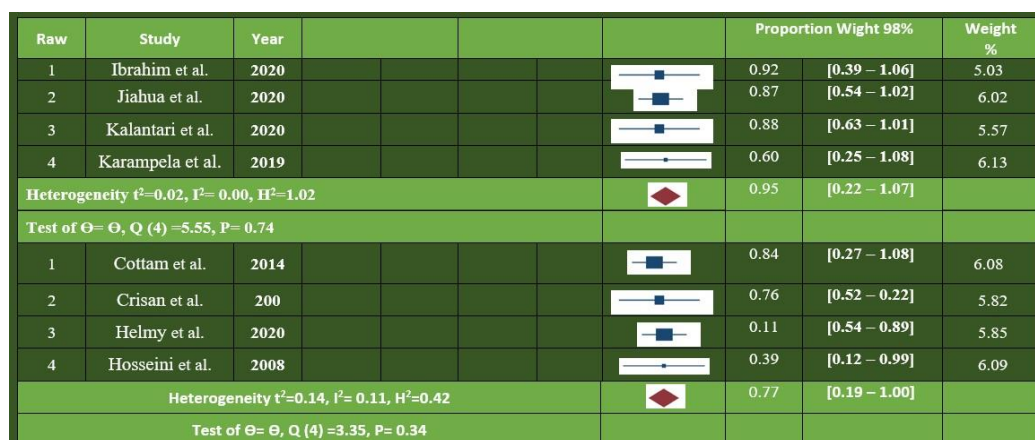 Raw Study Year Proportion Wight 98% Weight %
1 Ibrahim et al. 2020 0.92 [0.39 – 1.06] 5.03
2 Jiahua et al. 2020 0.87 [0.54 – 1.02] 6.02
3 Kalantari et al. 2020 0.88 [0.63 – 1.01] 5.57
4 Karampela et al. 2019 0.60 [0.25 – 1.08] 6.13
Heterogeneity t²=0.02, I²= 0.00, H²=1.02 0.95 [0.22 – 1.07]
Test of Ɵ= Ɵ, Q (4) =5.55, P= 0.74
1 Cottam et al. 2014 0.84 [0.27 – 1.08] 6.08
2 Crisan et al. 200 0.76 [0.52 – 0.22] 5.82
3 Helmy et al. 2020 0.11 [0.54 – 0.89] 5.85
4 Hosseini et al. 2008 0.39 [0.12 – 0.99] 6.09
Heterogeneity t²=0.14, I²= 0.11, H²=0.42 0.77 [0.19 – 1.00]
Test of Ɵ= Ɵ, Q (4) =3.35, P= 0.34